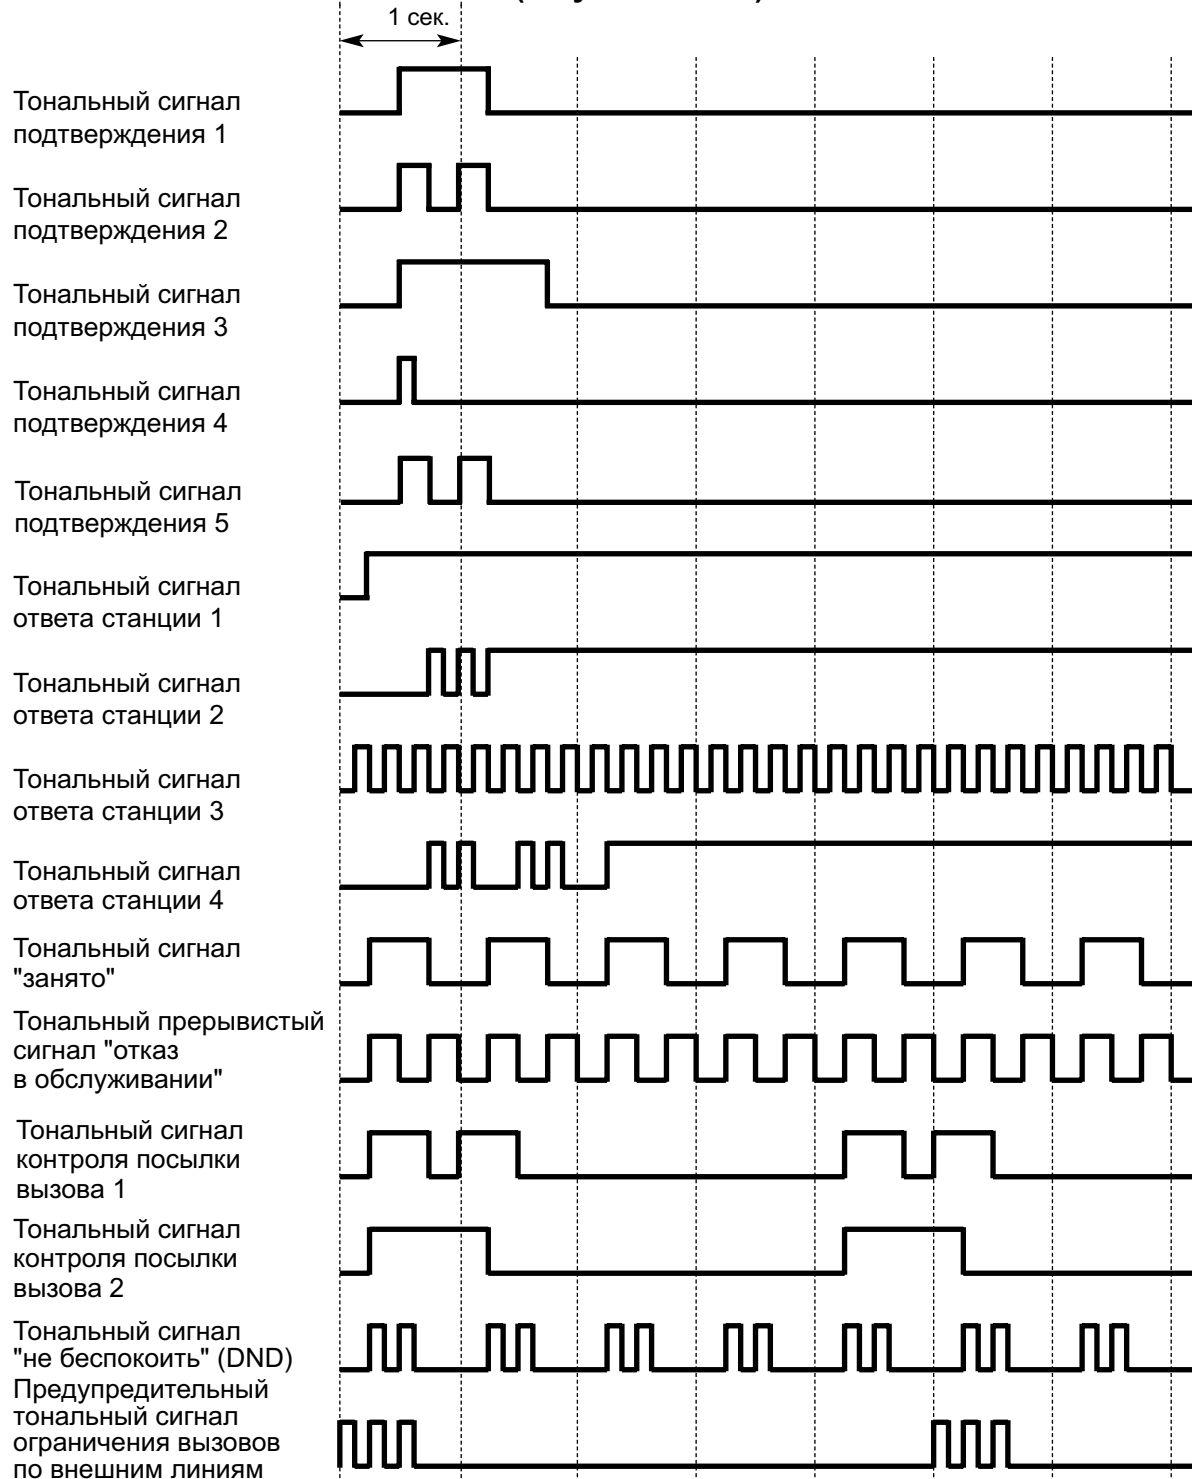 1 сек.
Тональный сигнал
подтверждения 1
Тональный сигнал
подтверждения 2
Тональный сигнал
подтверждения 3
Тональный сигнал
подтверждения 4
Тональный сигнал
подтверждения 5
Тональный сигнал
ответа станции 1
Тональный сигнал
ответа станции 2
Тональный сигнал
ответа станции 3
Тональный сигнал
ответа станции 4
Тональный сигнал
"занято"
Тональный прерывистый
сигнал "отказ
в обслуживании"
Тональный сигнал
контроля посылки
вызова 1
Тональный сигнал
контроля посылки
вызова 2
Тональный сигнал
"не беспокоить" (DND)
Предупредительный
тональный сигнал
ограничения вызовов
по внешним линиям